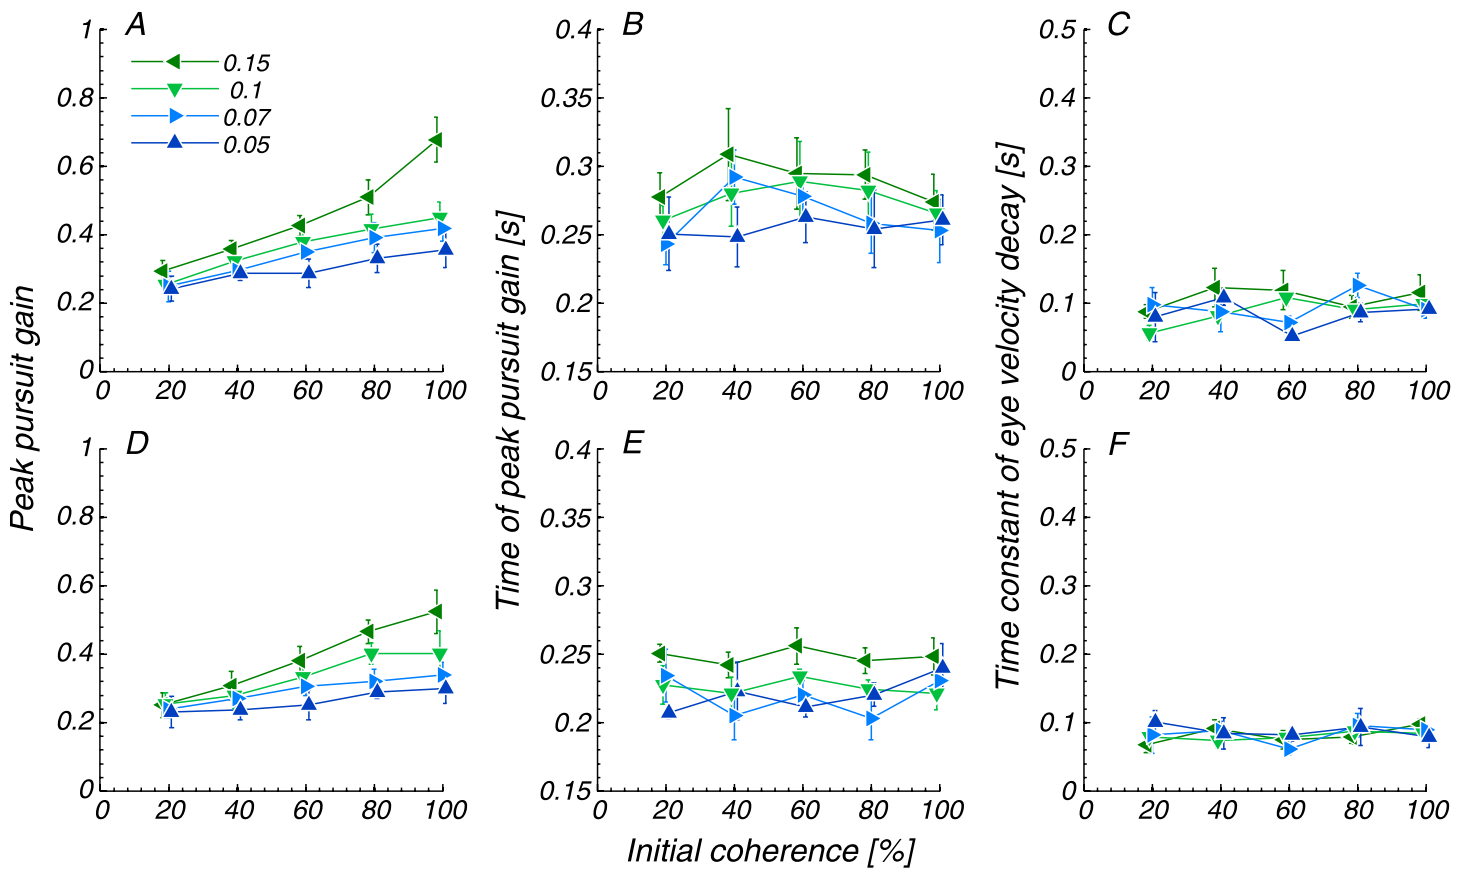 A
1
0.8
0.6
0.4
0.2
0
0 20 40 60 80 100
0.15
0.1
0.07
0.05
B
0.4
0.35
0.3
0.25
0.2
0.15
0 20 40 60 80 100
C
0.5
0.4
0.3
0.2
0.1
0
0 20 40 60 80 100
Peak pursuit gain
Time of peak pursuit gain [s]
Time constant of eye velocity decay [s]
D
1
0.8
0.6
0.4
0.2
0
0 20 40 60 80 100
E
0.4
0.35
0.3
0.25
0.2
0.15
0 20 40 60 80 100
F
0.5
0.4
0.3
0.2
0.1
0
0 20 40 60 80 100
Initial coherence [%]